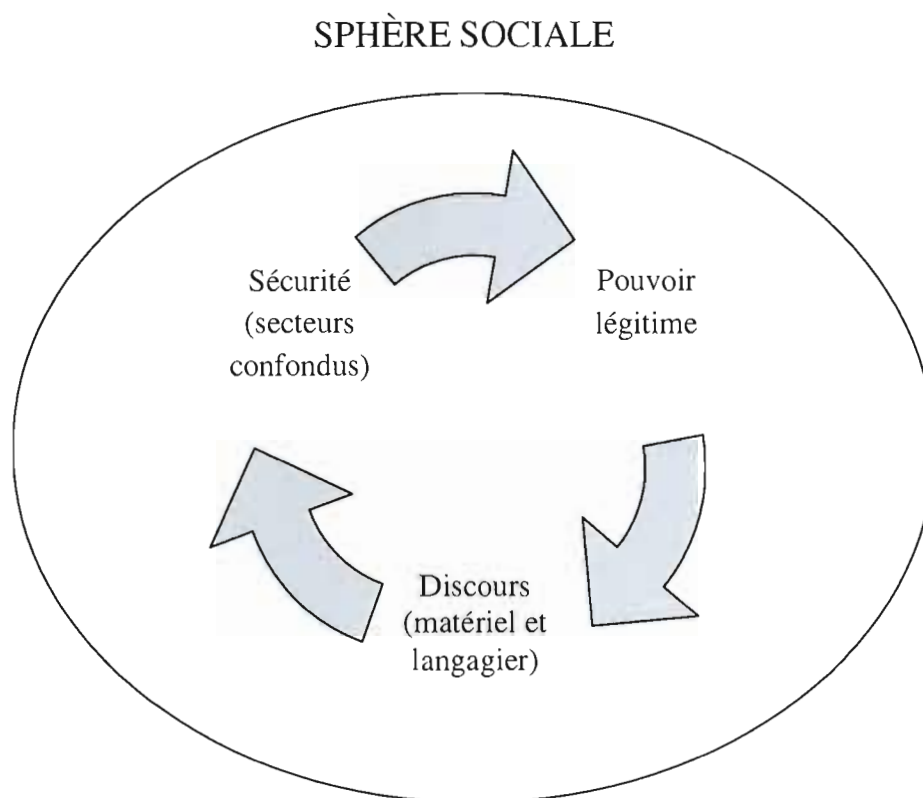 SPHÈRE SOCIALE
Sécurité
(secteurs
confondus)
Pouvoir
légitime
Discours
(matériel et
langagier)